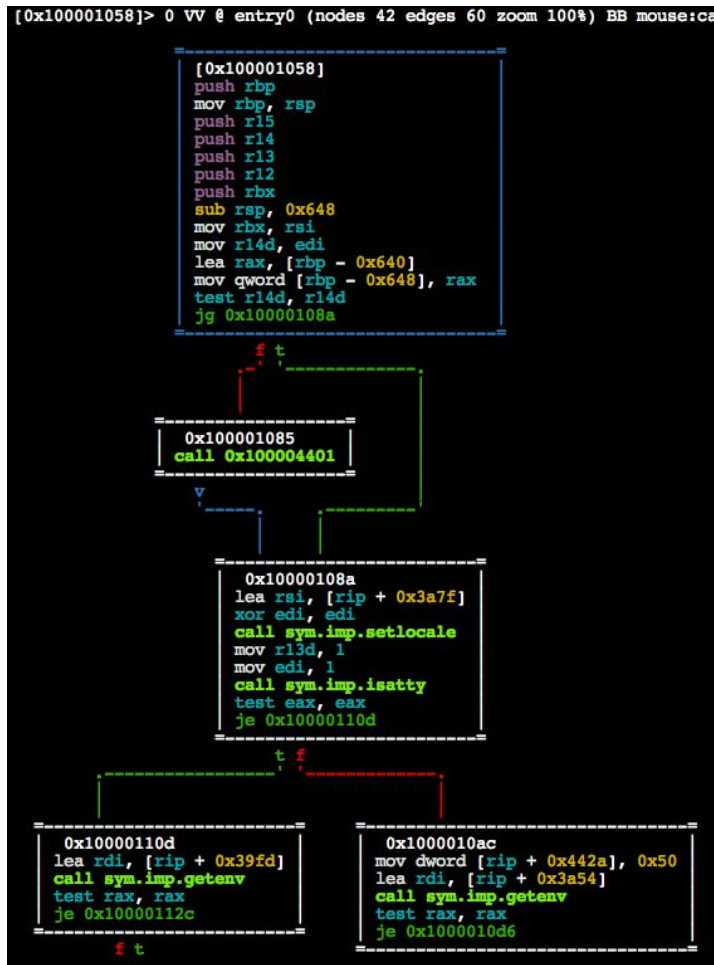 [0x100001058]> 0 VV @ entry0 (nodes 42 edges 60 zoom 100%) BB mouse:ca
[0x100001058]
push rbp
mov rbp, rsp
push r15
push r14
push r13
push r12
push rbx
sub rsp, 0x648
mov rbx, rsi
mov r14d, edi
lea rax, [rbp - 0x640]
mov qword [rbp - 0x648], rax
test r14d, r14d
jg 0x10000108a
f t
0x100001085
call 0x100004401
v
0x10000108a
lea rsi, [rip + 0x3a7f]
xor edi, edi
call sym.imp.setlocale
mov r13d, 1
mov edi, 1
call sym.imp.isatty
test eax, eax
je 0x10000110d
t f
0x10000110d
lea rdi, [rip + 0x39fd]
call sym.imp.getenv
test rax, rax
je 0x10000112c
f t
0x1000010ac
mov dword [rip + 0x442a], 0x50
lea rdi, [rip + 0x3a54]
call sym.imp.getenv
test rax, rax
je 0x1000010d6